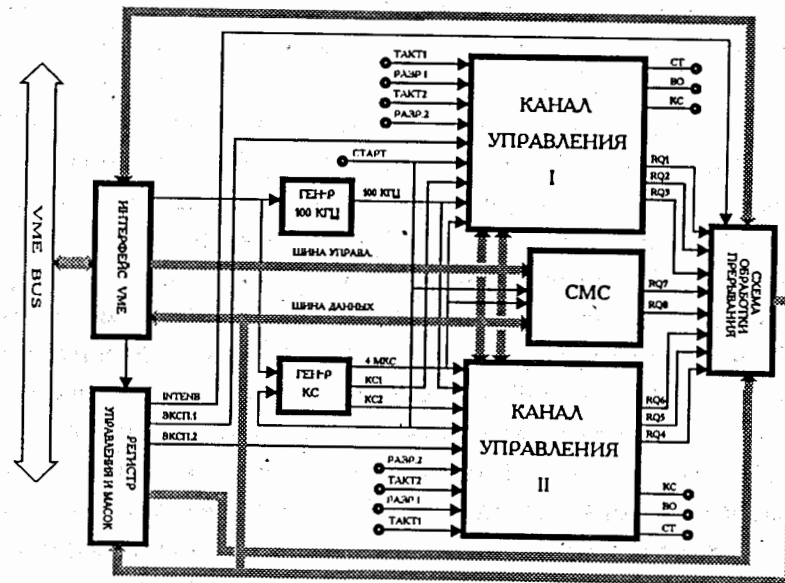 VME BUS
ИНТЕРФЕЙС VME
РЕГИСТР
УПРАВЛЕНИЯ И МАСОК
INTENB
ЭКСП.1
ЭКСП.2
ТАКТ1
РАЗР.1
ТАКТ2
РАЗР.2
СТАРТ
ГЕН-Р
100 КГЦ
100 КГЦ
ШИНА УПРАВЛ.
ШИНА ДАННЫХ
ГЕН-Р
КС
4 МКС
КС1
КС2
КАНАЛ
УПРАВЛЕНИЯ
I
СТ
ВО
КС
RQ1
RQ2
RQ3
СМС
RQ7
RQ8
СХЕМА
ОБРАБОТКИ
ПРЕРЫВАНИЯ
КАНАЛ
УПРАВЛЕНИЯ
II
RQ6
RQ5
RQ4
РАЗР.2
ТАКТ2
РАЗР.1
ТАКТ1
КС
ВО
СТ